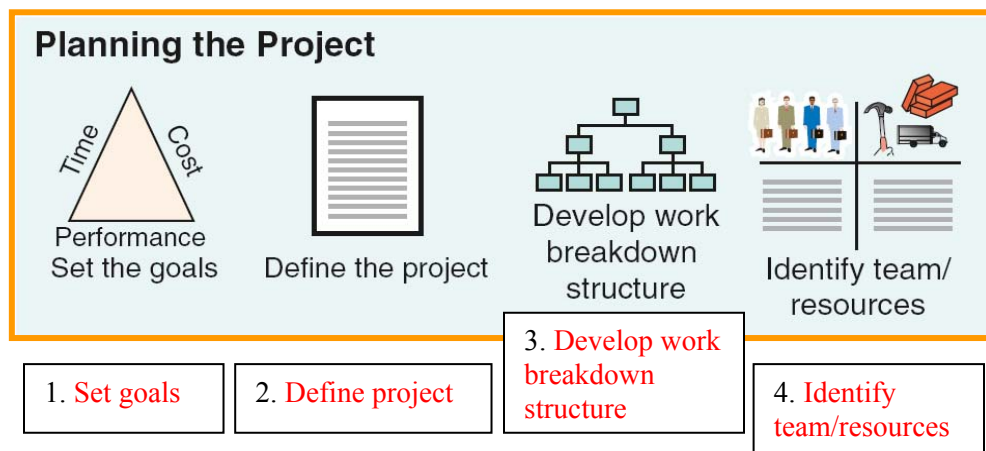 Planning the Project
Time
Cost
Performance
Set the goals
Define the project
Develop work
breakdown
structure
Identify team/
resources
1. Set goals
2. Define project
3. Develop work
breakdown
structure
4. Identify
team/resources